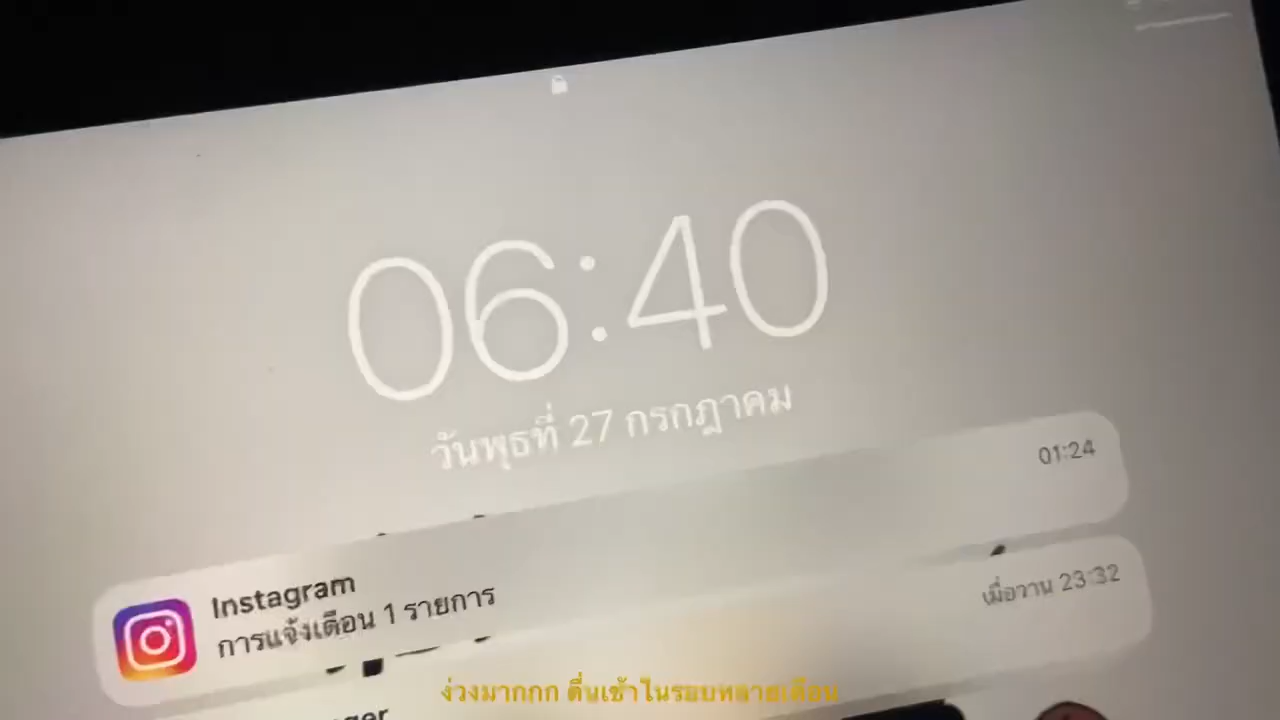 06:40
วันพุธที่ 27 กรกฎาคม
01:24
Instagram
การแจ้งเตือน 1 รายการ
เมื่อวาน 23:32
ง่วงมากกก ตื่นเช้าในรอบหลายเดือน